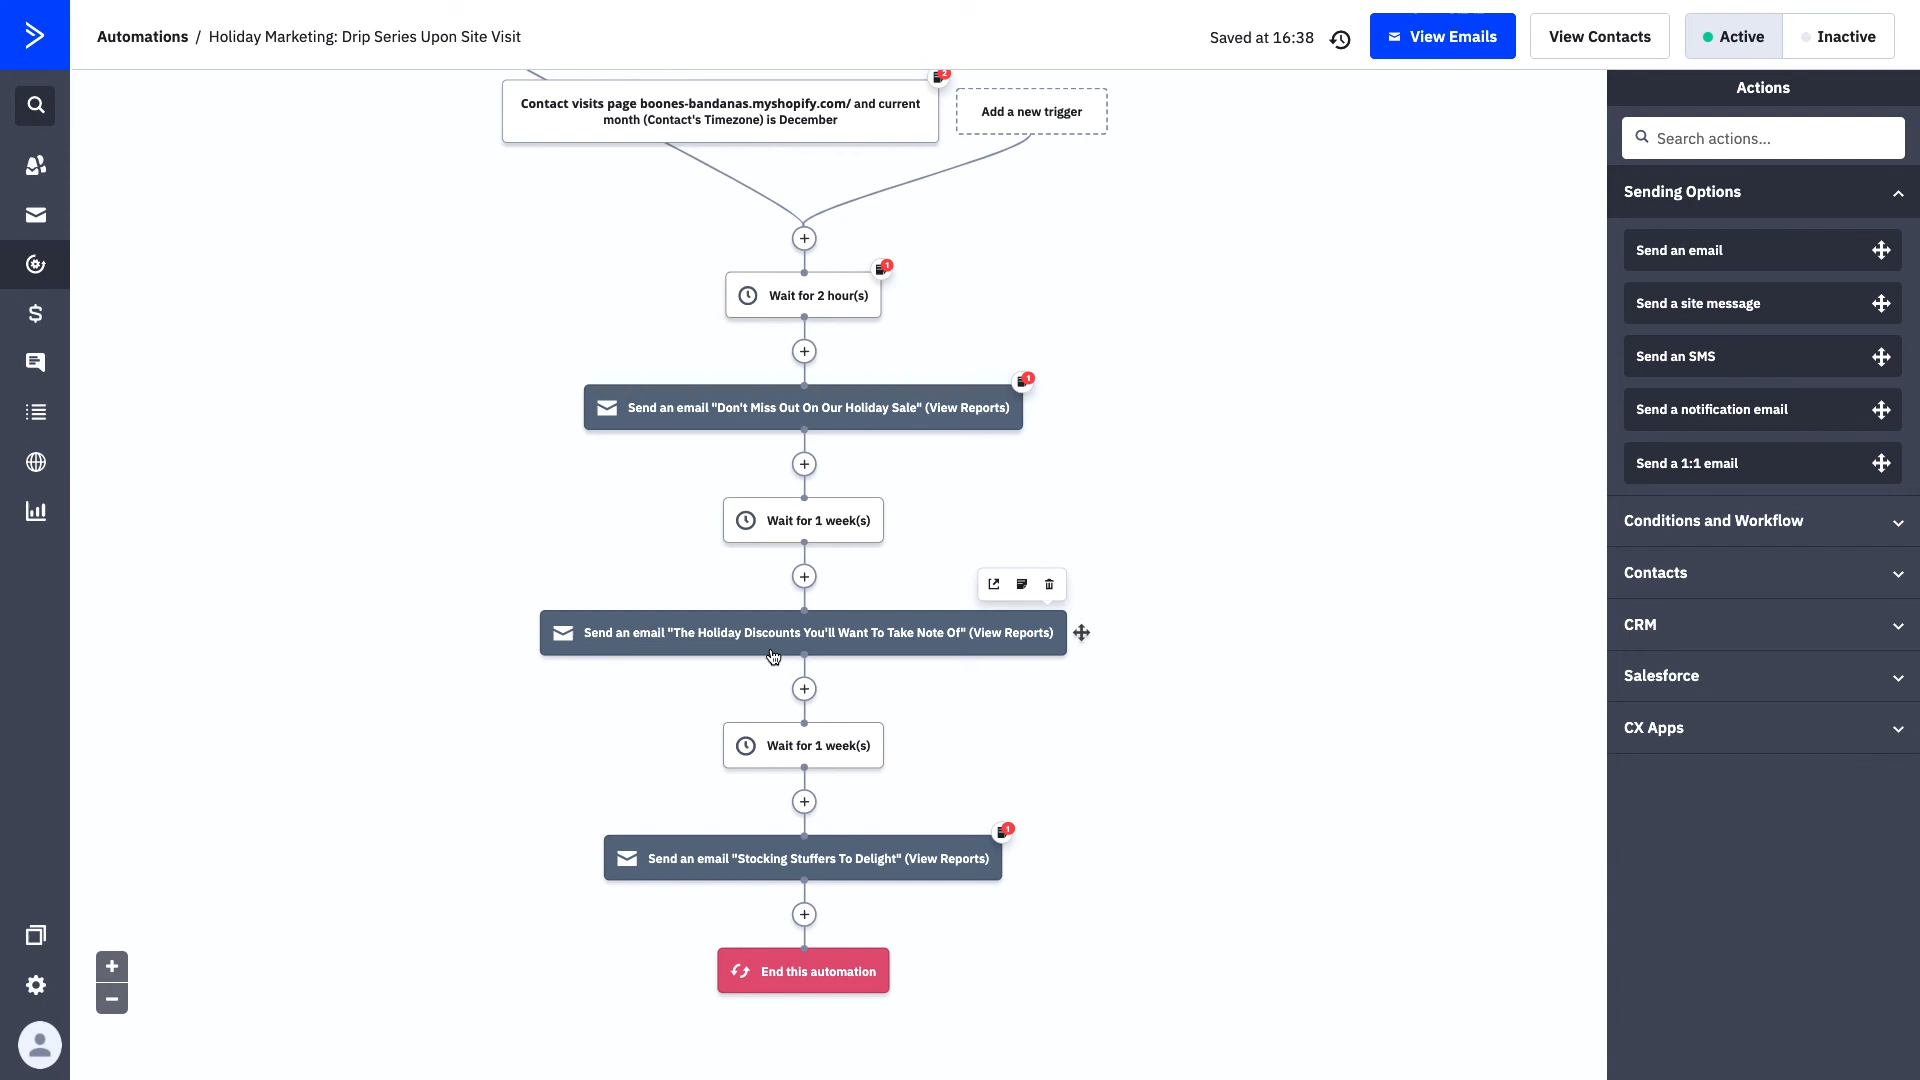 Automations / Holiday Marketing: Drip Series Upon Site Visit
Saved at 16:38
View Emails
View Contacts
Active
Inactive
2
Contact visits page boones-bandanas.myshopify.com/ and current
month (Contact's Timezone) is December
Add a new trigger
1
Wait for 2 hour(s)
1
Send an email "Don't Miss Out On Our Holiday Sale" (View Reports)
Wait for 1 week(s)
Send an email "The Holiday Discounts You'll Want To Take Note Of" (View Reports)
Wait for 1 week(s)
1
Send an email "Stocking Stuffers To Delight" (View Reports)
End this automation
Actions
Search actions...
Sending Options
Send an email
Send a site message
Send an SMS
Send a notification email
Send a 1:1 email
Conditions and Workflow
Contacts
CRM
Salesforce
CX Apps